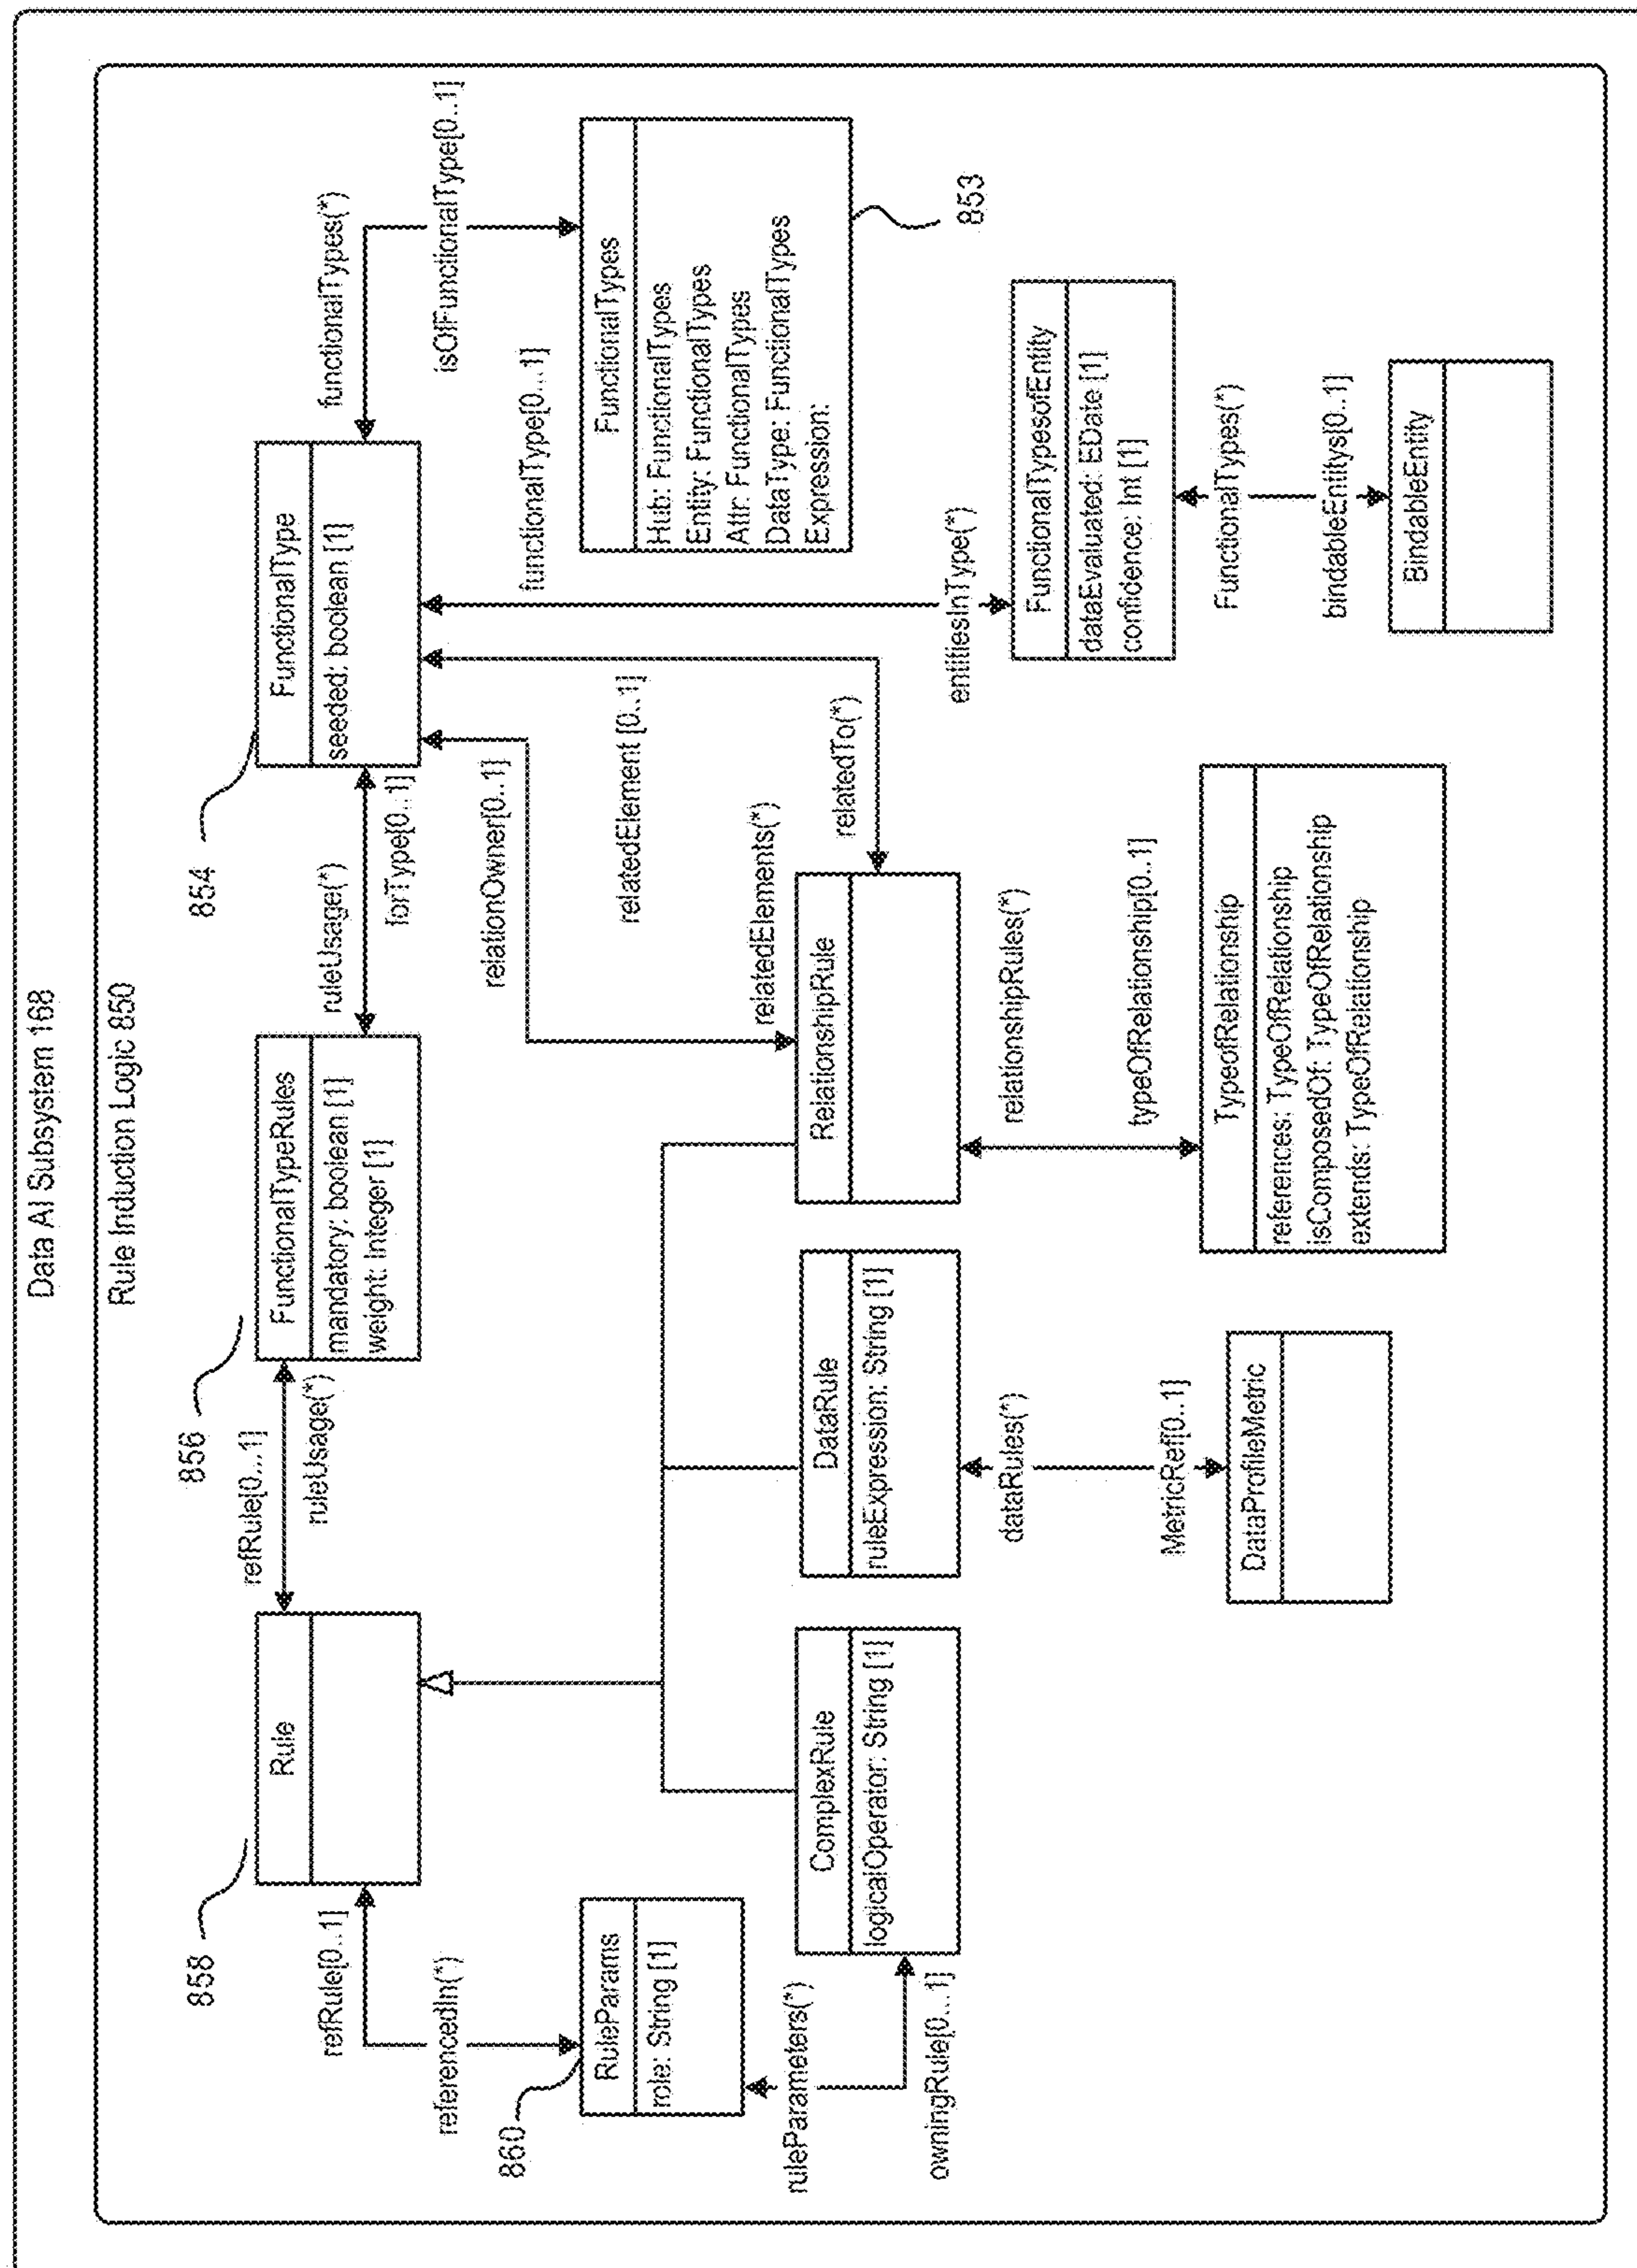 Data AI Subsystem 168
Rule Induction Logic 850
858
856
854
Rule
refRule[0...1]
ruleUsage(*)
FunctionalTypeRules
mandatory: boolean [1]
weight: Integer [1]
ruleUsage(*)
forType[0..1]
FunctionalType
seeded: boolean [1]
functionalTypes(*)
isOfFunctionalType[0..1]
refRule[0..1]
referencedIn(*)
860
RuleParams
role: String [1]
ruleParameters(*)
owningRule[0...1]
relationOwner[0..1]
relatedElement [0..1]
relatedElements(*)
relatedTo(*)
functionalType[0...1]
entitiesInType(*)
FunctionalTypes
Hub: FunctionalTypes
Entity: FunctionalTypes
Attr: FunctionalTypes
DataType: FunctionalTypes
Expression:
853
ComplexRule
logicalOperator: String [1]
DataRule
ruleExpression: String [1]
RelationshipRule
dataRules(*)
MetricRef[0..1]
DataProfileMetric
relationshipRules(*)
typeOfRelationship[0..1]
TypeofRelationship
references: TypeOfRelationship
isComposedOf: TypeOfRelationship
extends: TypeOfRelationship
FunctionalTypesofEntity
dataEvaluated: EDate [1]
confidence: Int [1]
FunctionalTypes(*)
bindableEntitys[0..1]
BindableEntity